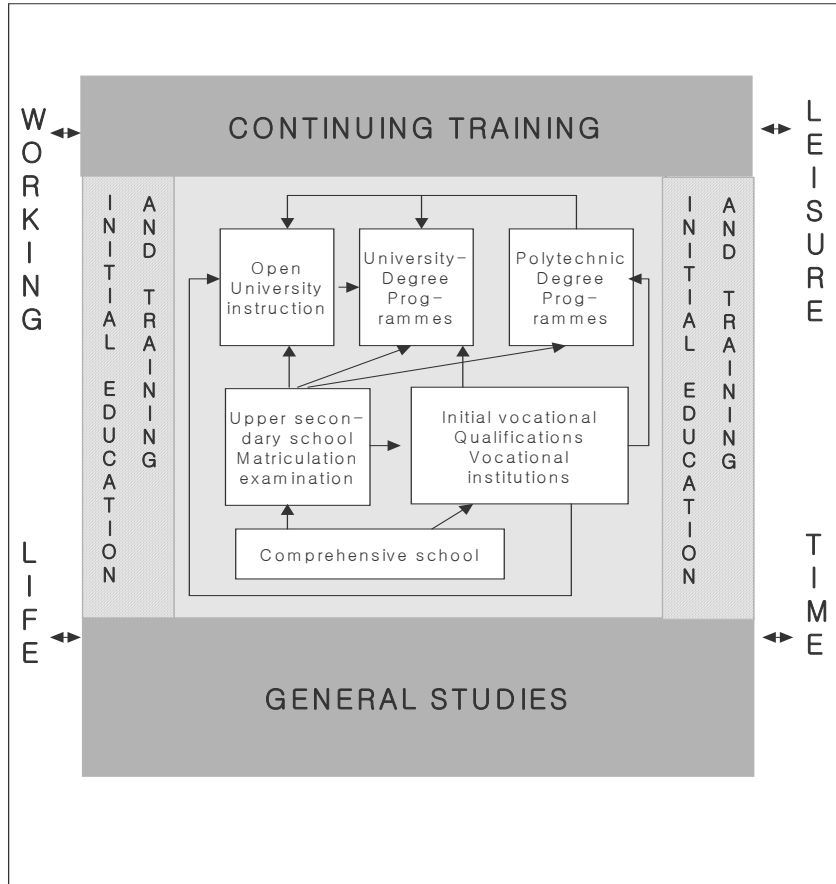 CONTINUING TRAINING
WORKING
LIFE
LEISURE
TIME
INITIAL EDUCATION
AND TRAINING
Open
University
instruction
University–
Degree
Prog–
rammes
Polytechnic
Degree
Prog–
rammes
INITIAL EDUCATION
AND TRAINING
Upper secon–
dary school
Matriculation
examination
Initial vocational
Qualifications
Vocational
institutions
Comprehensive school
GENERAL STUDIES